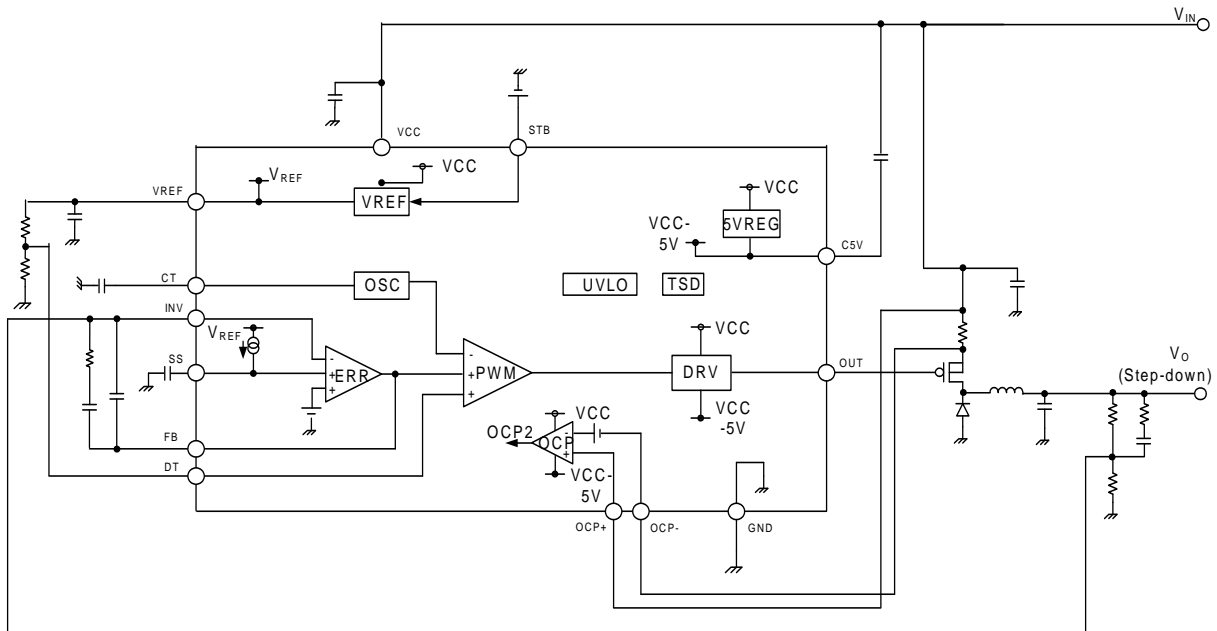 VIN
VCC
STB
VREF
VCC
VREF
VREF
VCC
5VREG
VCC-
5V
C5V
CT
OSC
UVLO
TSD
INV
VREF
SS
-
+
+
ERR
-
+
+
PWM
VCC
DRV
OUT
VCC
-5V
VO
(Step-down)
FB
DT
VCC
OCP2
OCP
-
+
VCC-
5V
OCP+
OCP-
GND